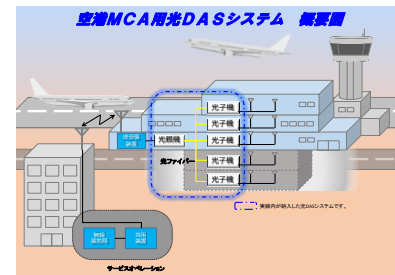 空港MCA用光DASシステム　概要図
光子機
光子機
送受信
装置
光親機
光子機
光ファイバー
光子機
光子機
実線内が納入した光DASシステムです。
無線
基地局
共用
装置
サービスオペレーション